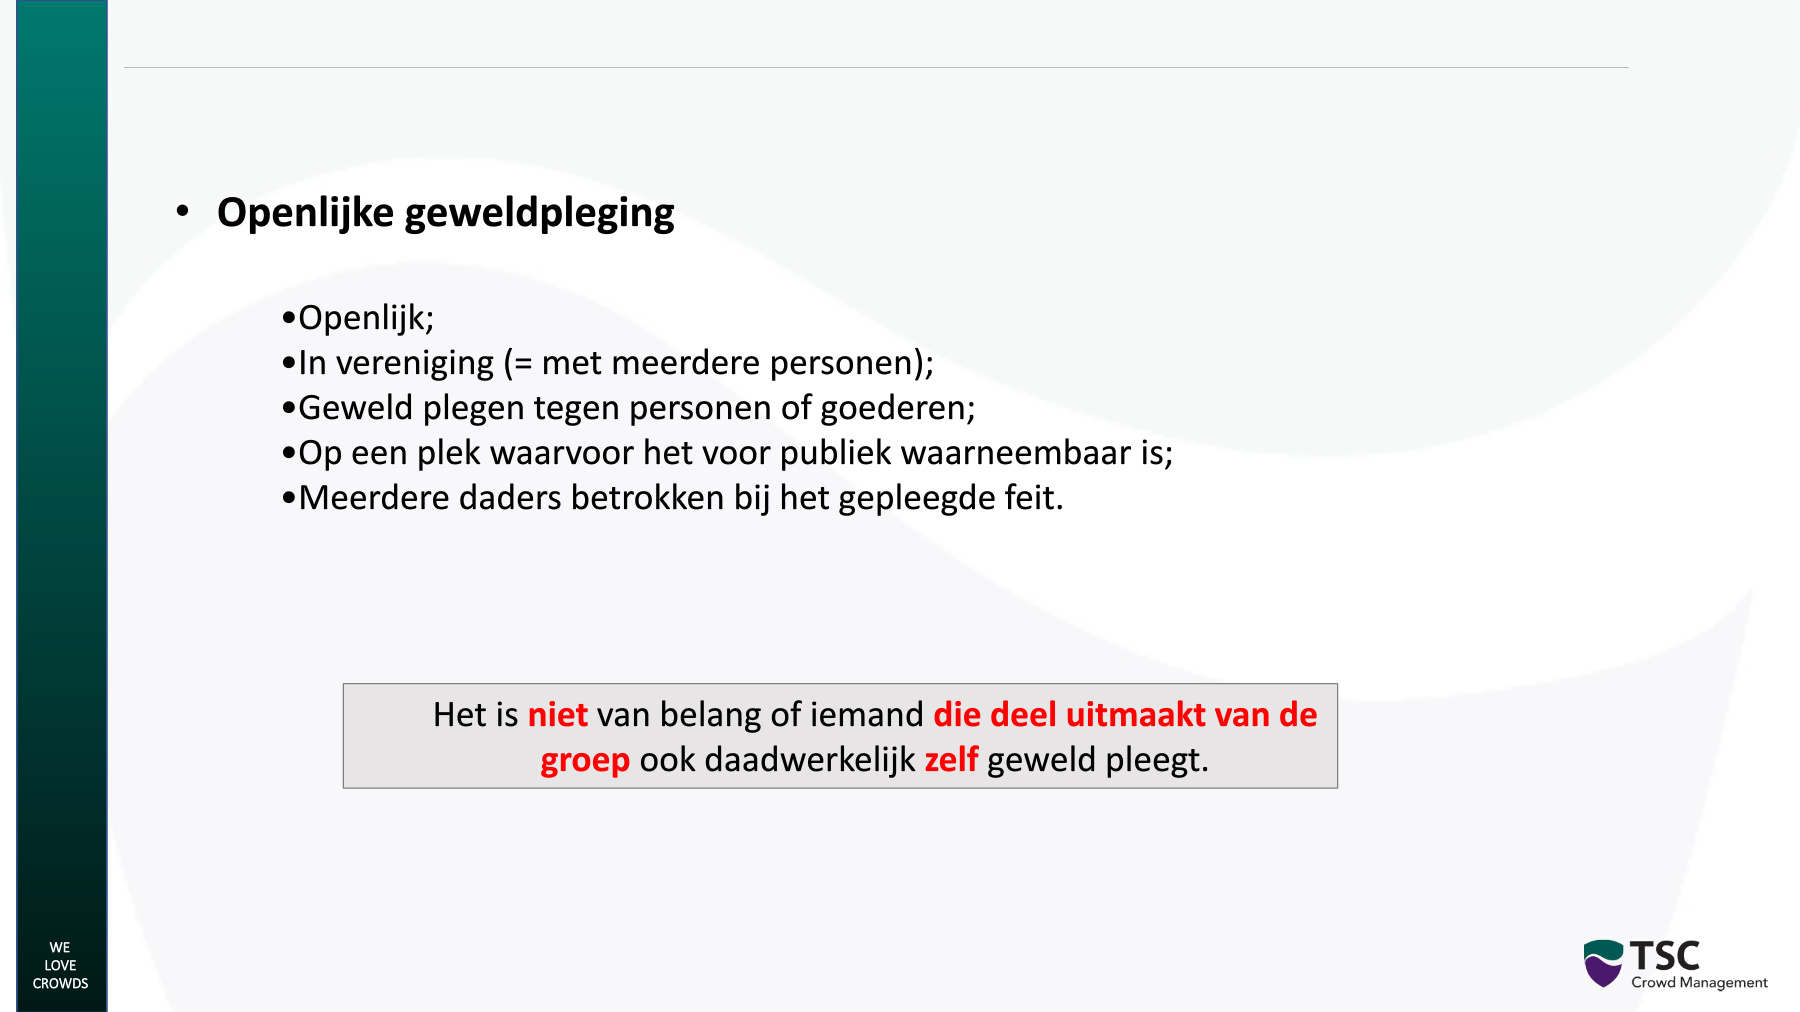 • Openlijke geweldpleging
•Openlijk;
•In vereniging (= met meerdere personen);
•Geweld plegen tegen personen of goederen;
•Op een plek waarvoor het voor publiek waarneembaar is;
•Meerdere daders betrokken bij het gepleegde feit.
Het is niet van belang of iemand die deel uitmaakt van de
groep ook daadwerkelijk zelf geweld pleegt.
WE
LOVE
CROWDS
TSC
Crowd Management